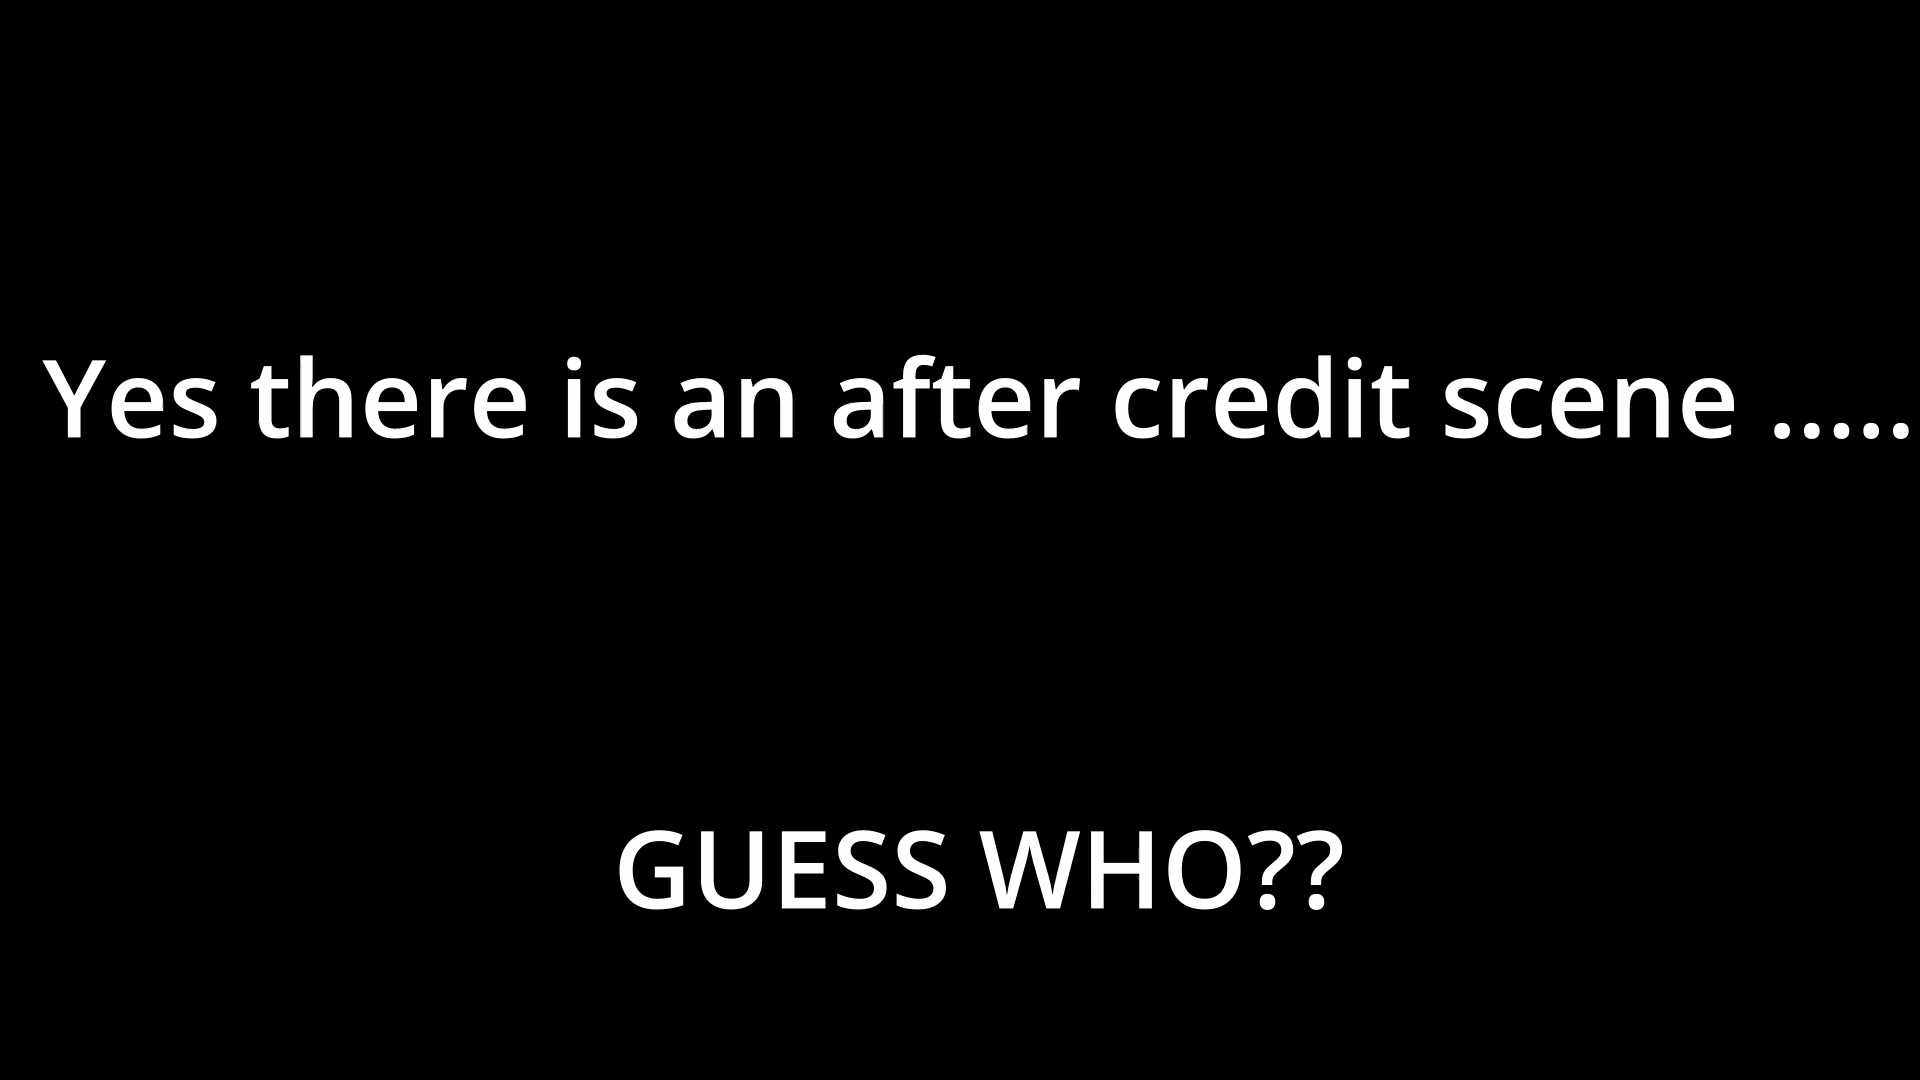 Yes there is an after credit scene .....
GUESS WHO??